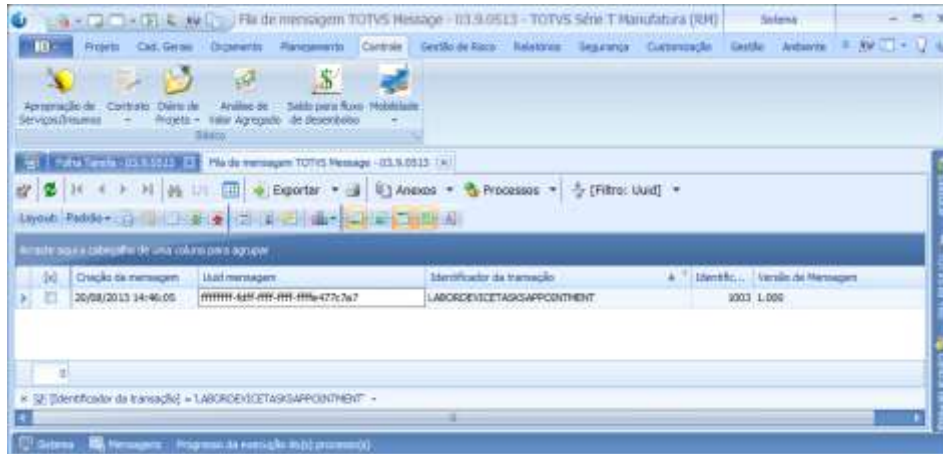 Fila de mensagem TOTVS Message - 03.9.0513 - TOTVS Série T Manufatura (RM)
Sistema
Projeto Cad. Gerais Orçamento Planejamento Controle Gestão de Risco Relatórios Segurança Customização Gestão Ambiente
Apropriação de Serviços/Insumos
Contrato
Diário de Projeto
Análise de Valor Agregado
Saldo para fluxo de desembolso
Mobilidade
Básico
Folha Tarefa - 03.9.0513
Fila de mensagem TOTVS Message - 03.9.0513 [x]
Exportar Anexos Processos [Filtro: Uuid]
Layout: Padrão
Arraste aqui o cabeçalho de uma coluna para agrupar
[x] Criação da mensagem Uuid mensagem Identificador da transação Identific... Versão da Mensagem
20/08/2013 14:46:05 LABORDEVICETASKSAPPOINTMENT 1003 1.000
[Identificador da transação] = 'LABORDEVICETASKSAPPOINTMENT'
Sistema Mensagens Progresso da execução do(s) processo(s)